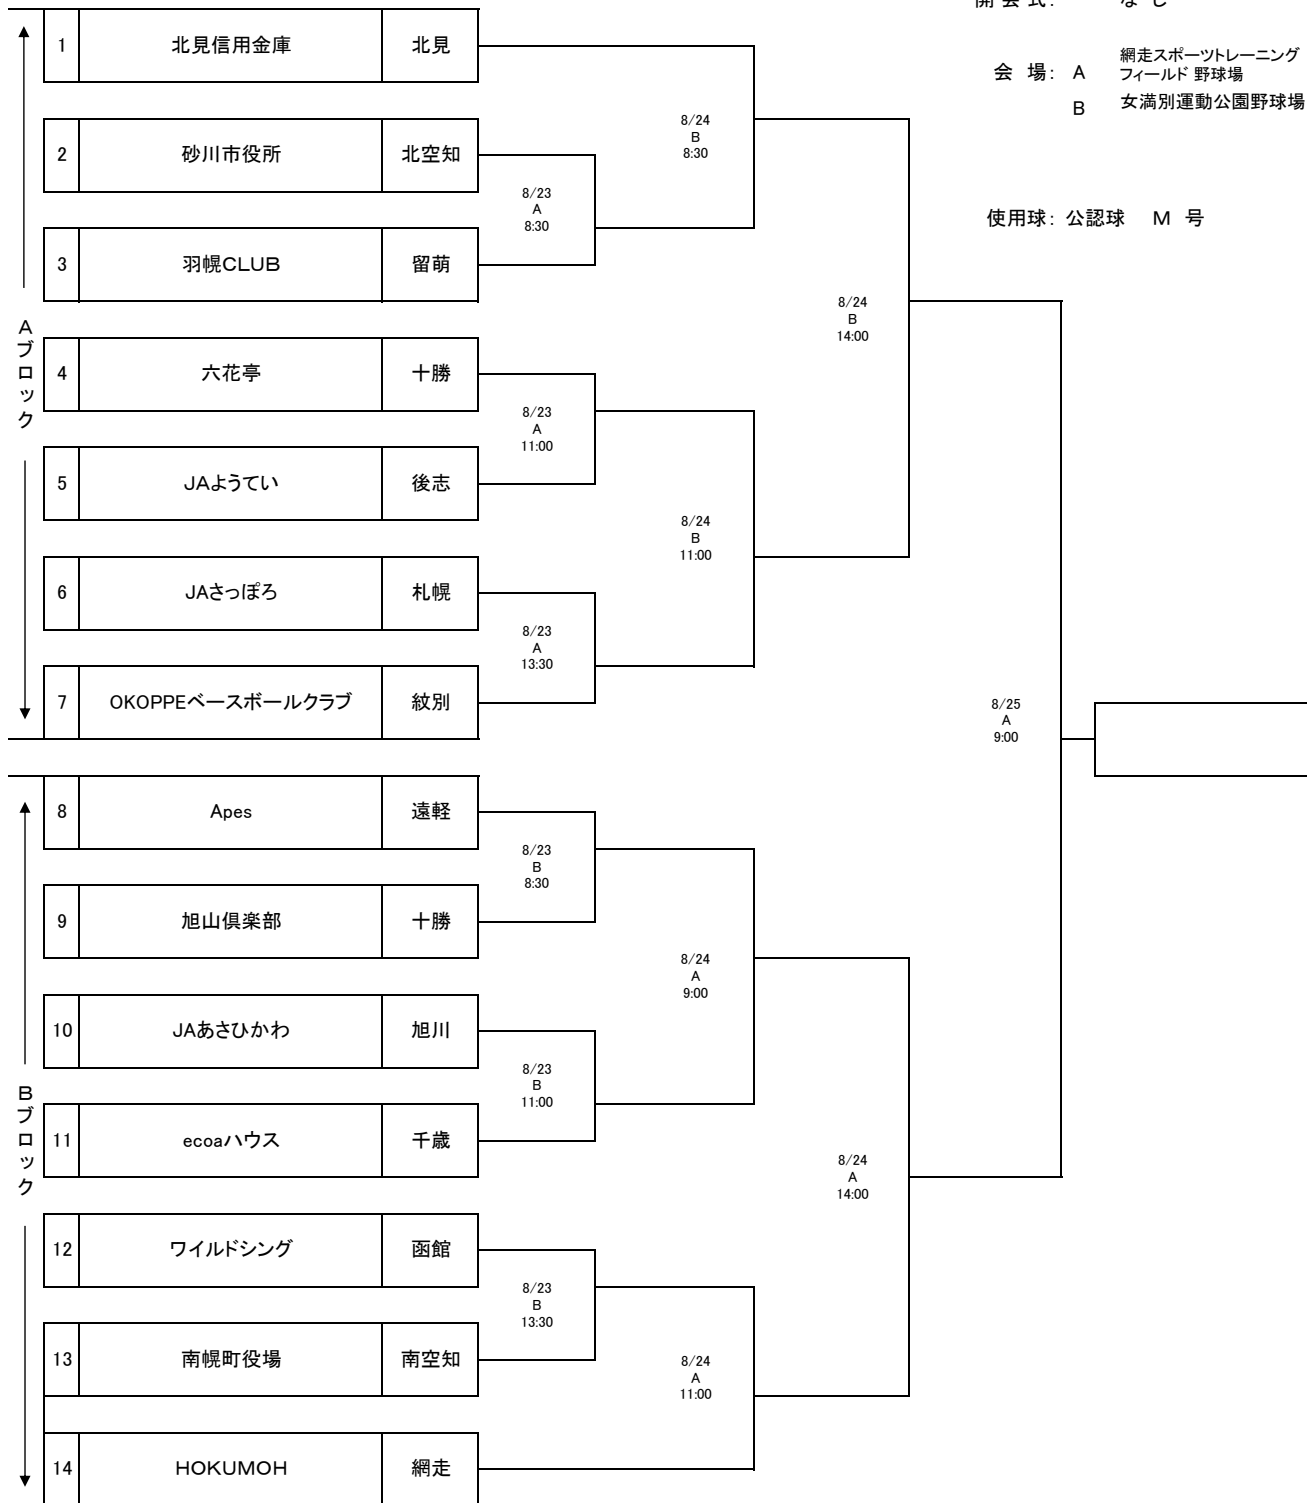 開 会 式： な し
会 場： A 網走スポーツトレーニング
フィールド 野球場
B 女満別運動公園野球場
使用球： 公認球 M 号
Aブロック
1 北見信用金庫 北見
2 砂川市役所 北空知
3 羽幌CLUB 留萌
4 六花亭 十勝
5 JAようてい 後志
6 JAさっぽろ 札幌
7 OKOPPEベースボールクラブ 紋別
8/23
A
8:30
8/23
A
11:00
8/23
A
13:30
8/24
B
8:30
8/24
B
11:00
8/24
B
14:00
Bブロック
8 Apes 遠軽
9 旭山倶楽部 十勝
10 JAあさひかわ 旭川
11 ecoaハウス 千歳
12 ワイルドシング 函館
13 南幌町役場 南空知
14 HOKUMOH 網走
8/23
B
8:30
8/23
B
11:00
8/23
B
13:30
8/24
A
9:00
8/24
A
11:00
8/24
A
14:00
8/25
A
9:00